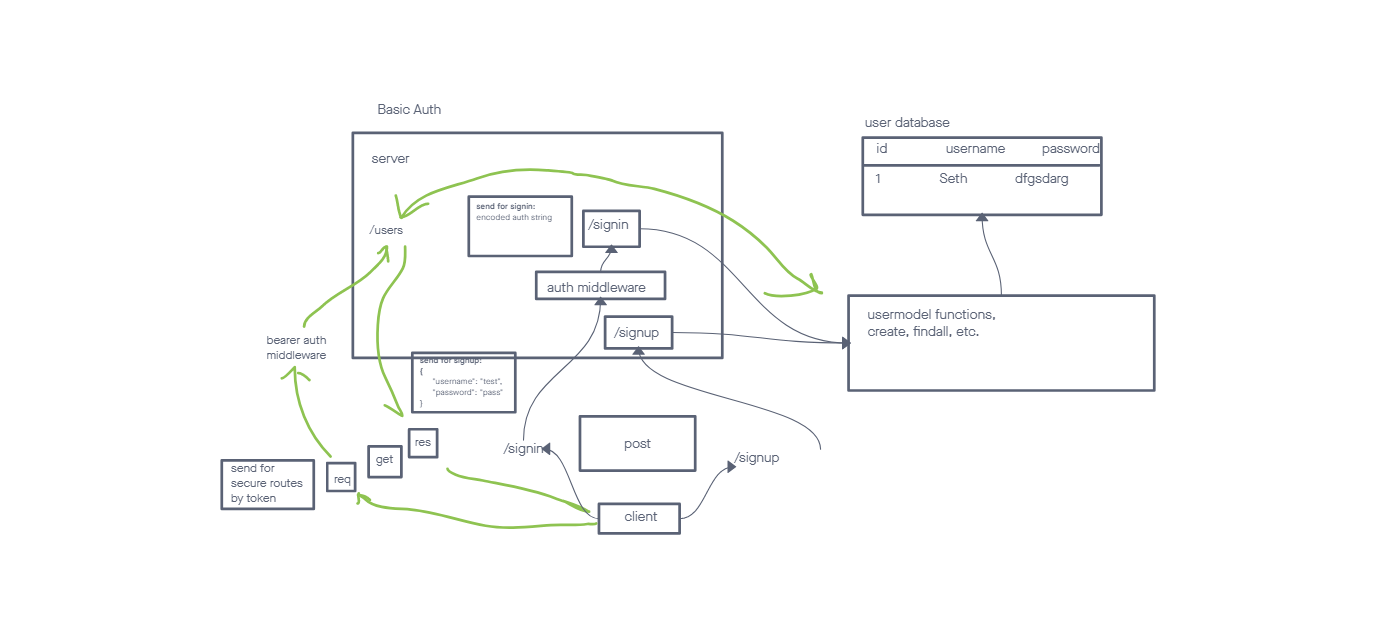 Basic Auth
user database
id username password
1 Seth dfgsdarg
server
/users
send for signin:
encoded auth string
/signin
auth middleware
/signup
usermodel functions,
create, findall, etc.
bearer auth
middleware
send for signup:
{
"username": "test",
"password": "pass"
}
/signin
post
/signup
res
get
req
send for
secure routes
by token
client